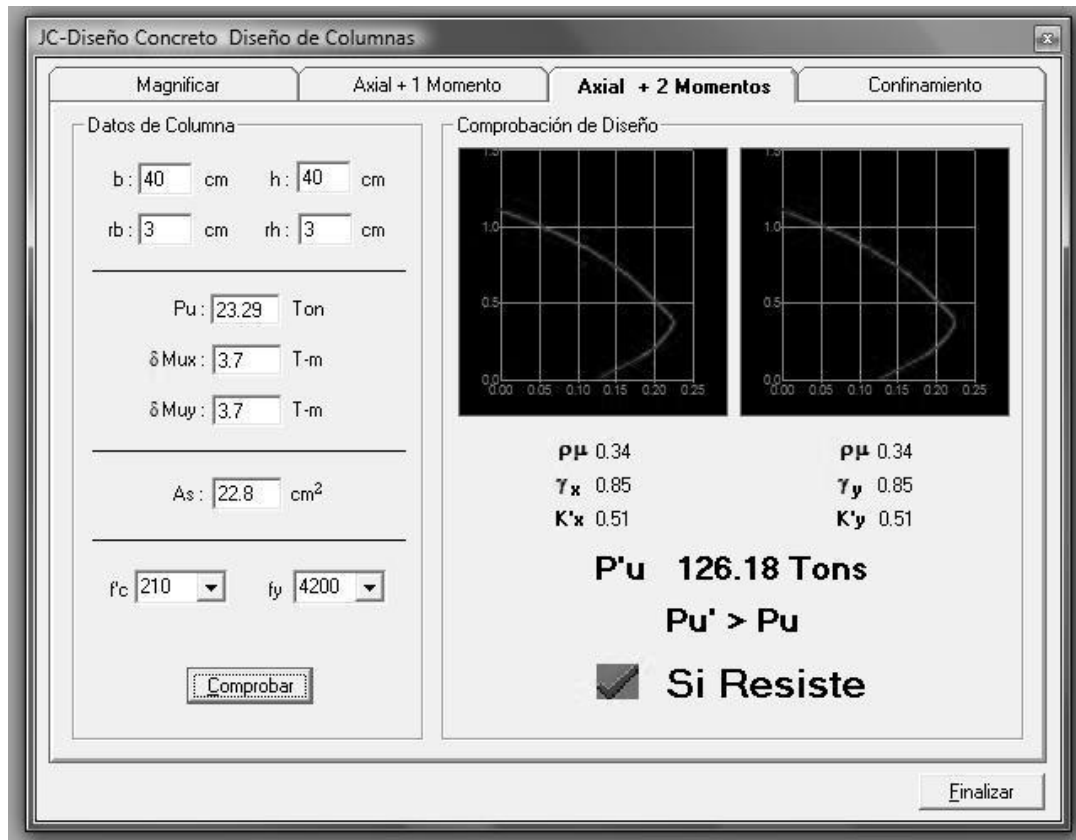 JC-Diseño Concreto Diseño de Columnas
Magnificar
Axial + 1 Momento
Axial + 2 Momentos
Confinamiento
Datos de Columna
b: 40 cm h: 40 cm
rb: 3 cm rh: 3 cm
Pu: 23.29 Ton
δMux: 3.7 T-m
δMuy: 3.7 T-m
As: 22.8 cm²
f'c 210 fy 4200
Comprobar
Comprobación de Diseño
1.5
1.0
0.5
0.0
0.00 0.05 0.10 0.15 0.20 0.25
1.5
1.0
0.5
0.0
0.00 0.05 0.10 0.15 0.20 0.25
ρμ 0.34 ρμ 0.34
γx 0.85 γy 0.85
K'x 0.51 K'y 0.51
P'u 126.18 Tons
Pu' > Pu
Si Resiste
Finalizar